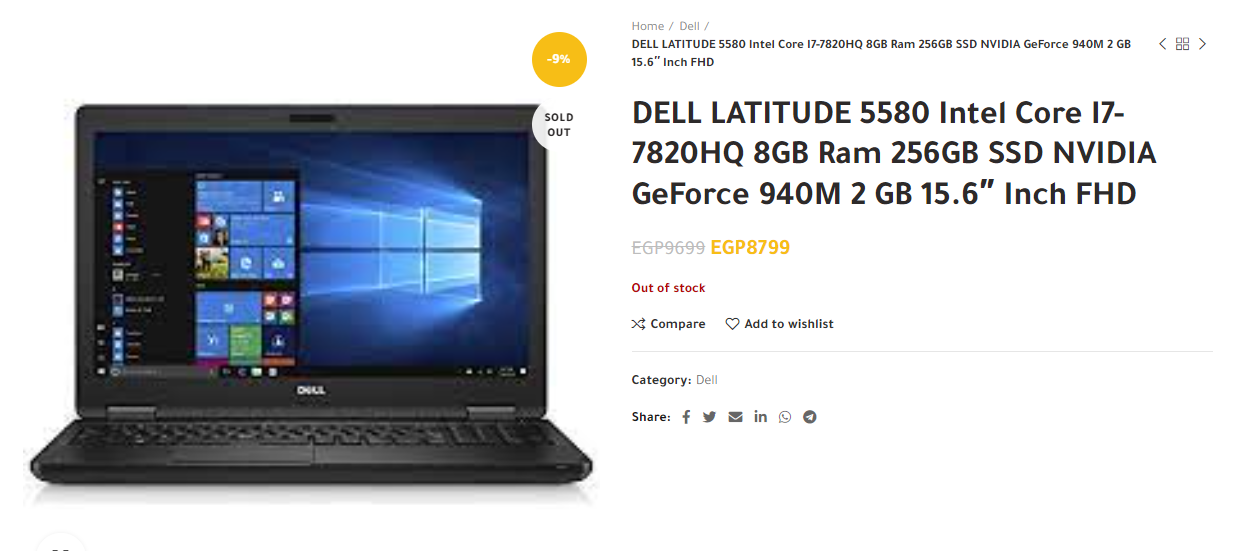 Home / Dell /
DELL LATITUDE 5580 Intel Core I7-7820HQ 8GB Ram 256GB SSD NVIDIA GeForce 940M 2 GB
15.6″ Inch FHD
-9%
SOLD
OUT
DELL LATITUDE 5580 Intel Core I7-
7820HQ 8GB Ram 256GB SSD NVIDIA
GeForce 940M 2 GB 15.6″ Inch FHD
EGP9699 EGP8799
Out of stock
Compare Add to wishlist
Category: Dell
Share:
DELL